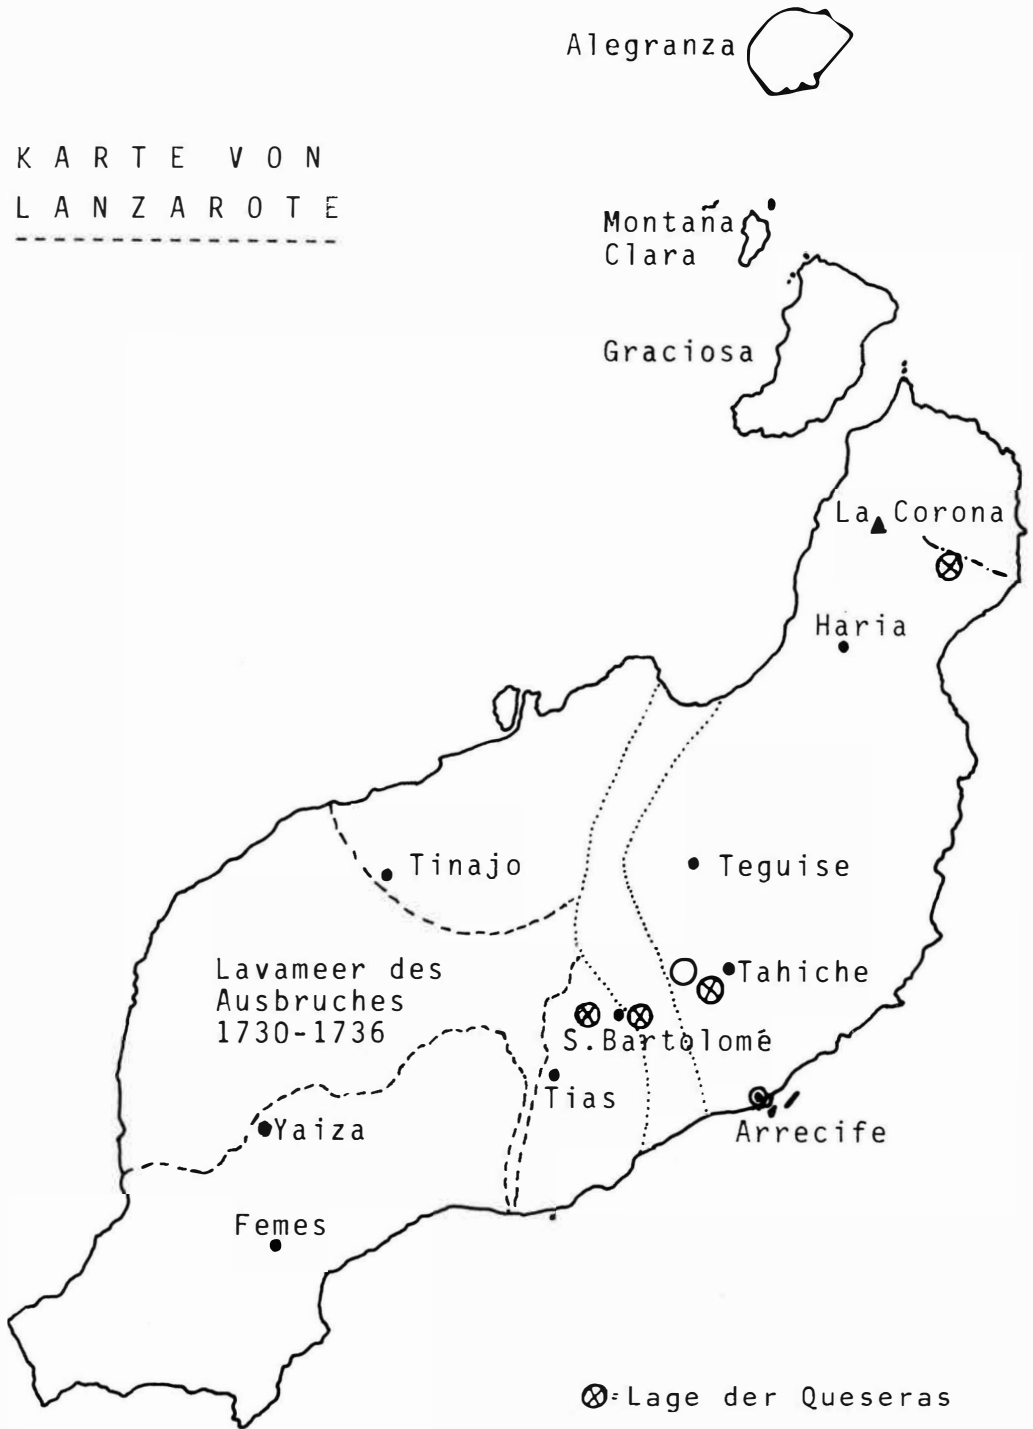 Alegranza
KARTE VON
LANZAROTE
Montaña
Clara
Graciosa
La Corona
Haria
Tinajo
Teguise
Lavameer des
Ausbruches
1730-1736
Tahiche
S.Bartolomé
Tias
Arrecife
Yaiza
Femes
=Lage der Queseras